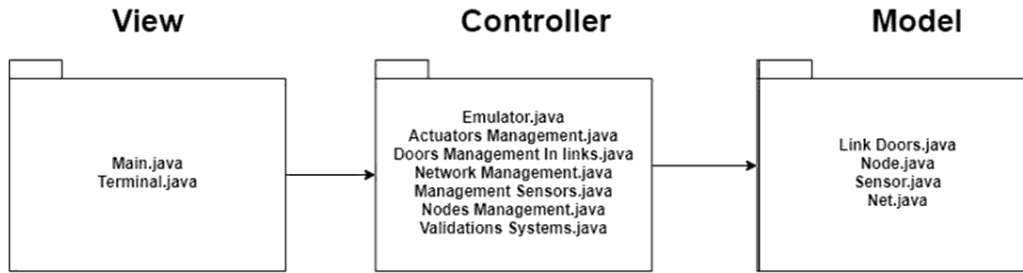 View
Controller
Model
Main.java
Terminal.java
Emulator.java
Actuators Management.java
Doors Management In links.java
Network Management.java
Management Sensors.java
Nodes Management.java
Validations Systems.java
Link Doors.java
Node.java
Sensor.java
Net.java